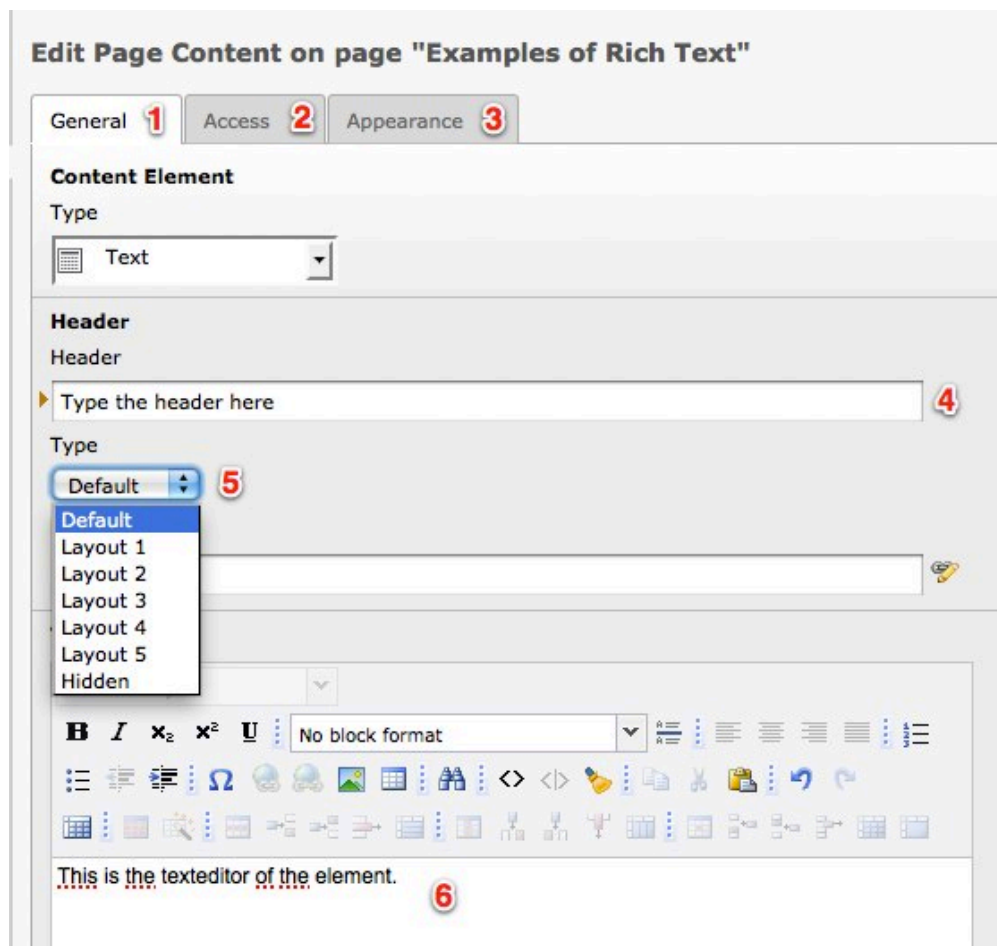 Edit Page Content on page "Examples of Rich Text"
General 1 Access 2 Appearance 3
Content Element
Type
Text
Header
Header
Type the header here 4
Type
Default 5
Default
Layout 1
Layout 2
Layout 3
Layout 4
Layout 5
Hidden
B I x₂ x² U No block format
This is the texteditor of the element.
6